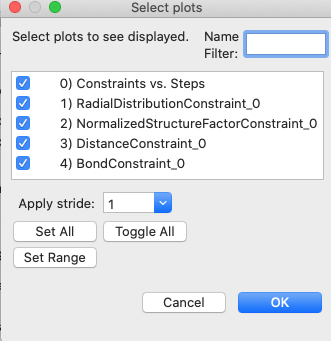 Select plots
Select plots to see displayed.
Name
Filter:
0) Constraints vs. Steps
1) RadialDistributionConstraint_0
2) NormalizedStructureFactorConstraint_0
3) DistanceConstraint_0
4) BondConstraint_0
Apply stride: 1
Set All Toggle All
Set Range
Cancel OK